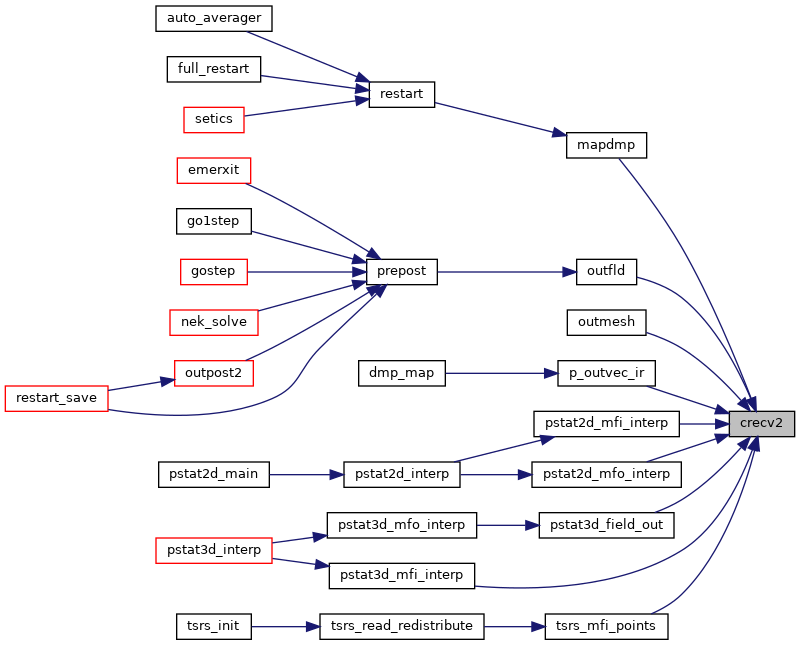 auto_averager
full_restart
restart
setics
mapdmp
emerxit
go1step
gostep
prepost
outfld
nek_solve
outmesh
outpost2
dmp_map
p_outvec_ir
restart_save
pstat2d_mfi_interp
crecv2
pstat2d_main
pstat2d_interp
pstat2d_mfo_interp
pstat3d_mfo_interp
pstat3d_field_out
pstat3d_interp
pstat3d_mfi_interp
tsrs_init
tsrs_read_redistribute
tsrs_mfi_points